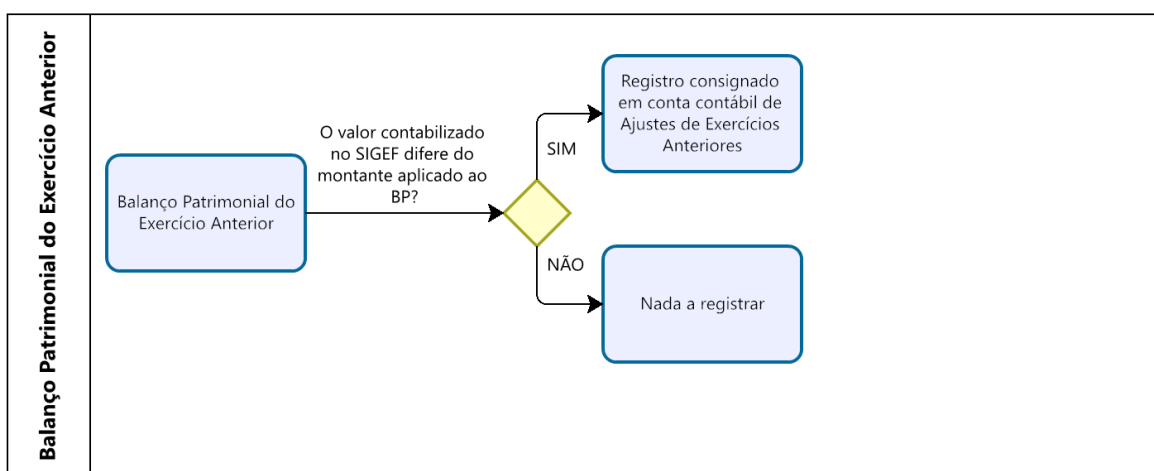 Balanço Patrimonial do Exercício Anterior
Balanço Patrimonial do
Exercício Anterior
O valor contabilizado
no SIGEF difere do
montante aplicado ao
BP?
SIM
Registro consignado
em conta contábil de
Ajustes de Exercícios
Anteriores
NÃO
Nada a registrar